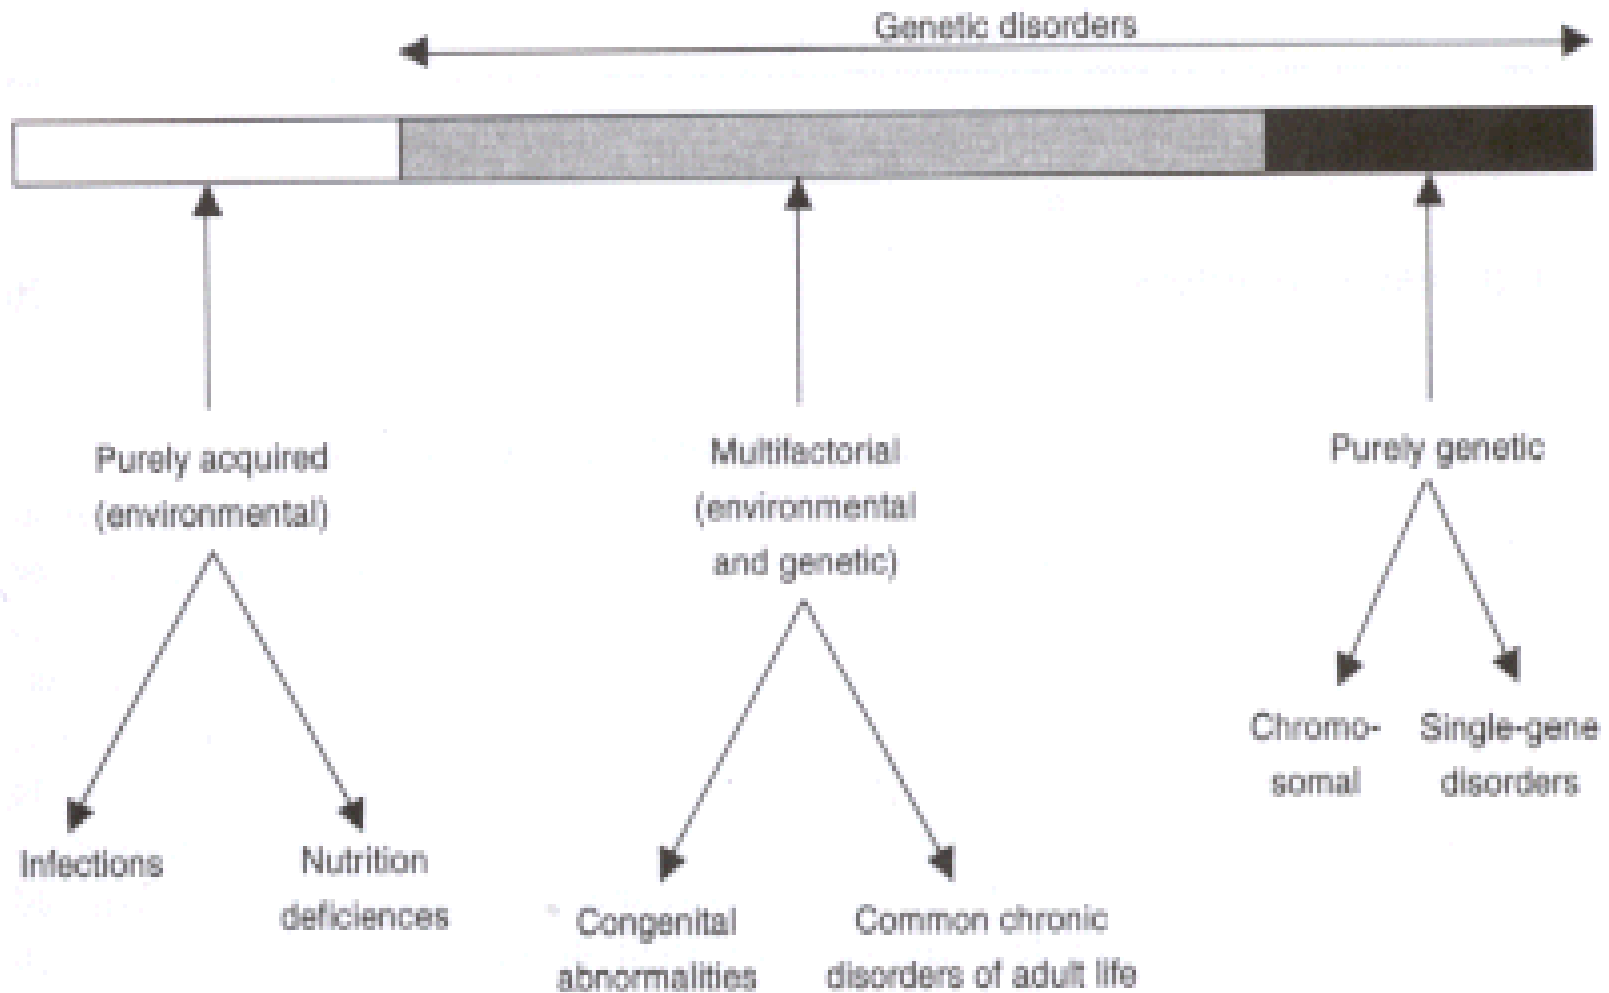 Genetic disorders
Purely acquired
(environmental)
Multifactorial
(environmental
and genetic)
Purely genetic
Infections
Nutrition
deficiences
Congenital
abnormalities
Common chronic
disorders of adult life
Chromo-
somal
Single-gene
disorders